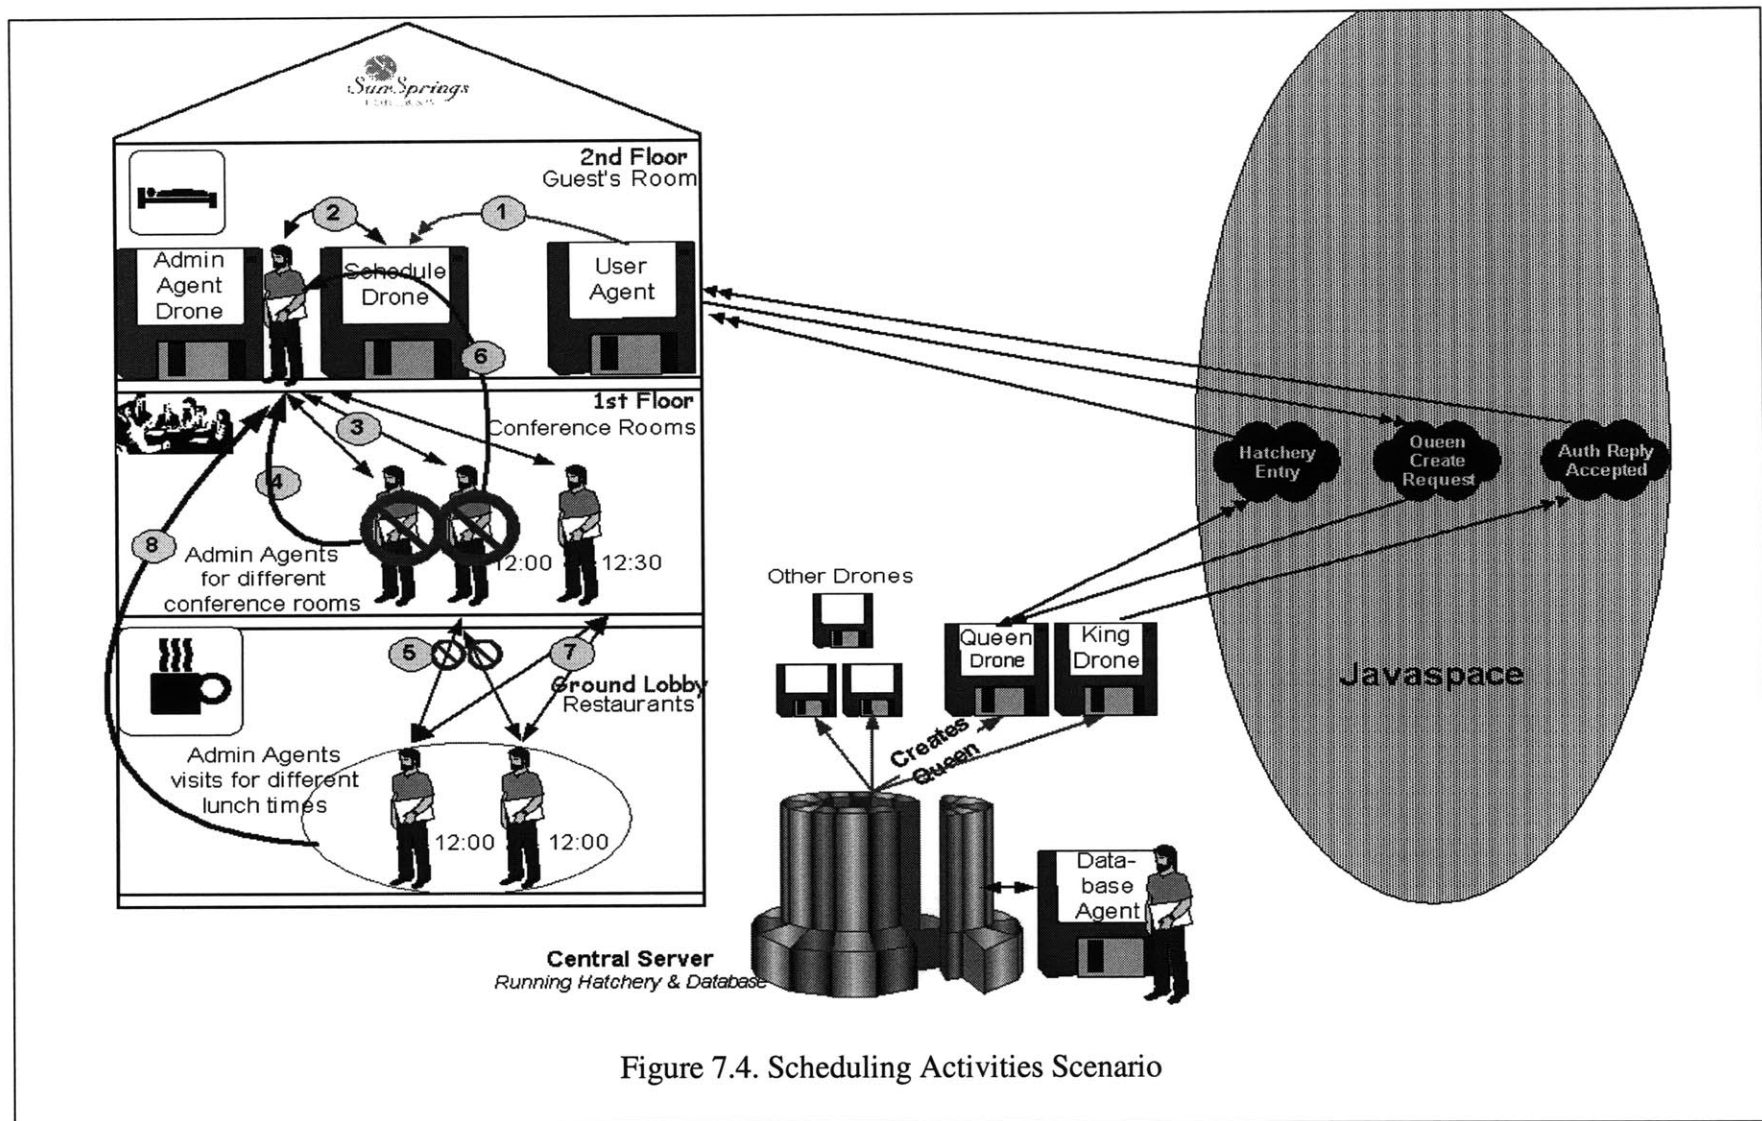 SunSprings
2nd Floor
Guest's Room
2
1
Admin
Agent
Drone
Schedule
Drone
User
Agent
6
1st Floor
Conference Rooms
3
4
8
Admin Agents
for different
conference rooms
12:00
12:30
5
7
Ground Lobby
Restaurants
Admin Agents
visits for different
lunch times
12:00
12:00
Other Drones
Queen
Drone
King
Drone
Creates
Queen
Data-
base
Agent
Central Server
Running Hatchery & Database
Hatchery
Entry
Queen
Create
Request
Auth Reply
Accepted
Javaspace
Figure 7.4. Scheduling Activities Scenario